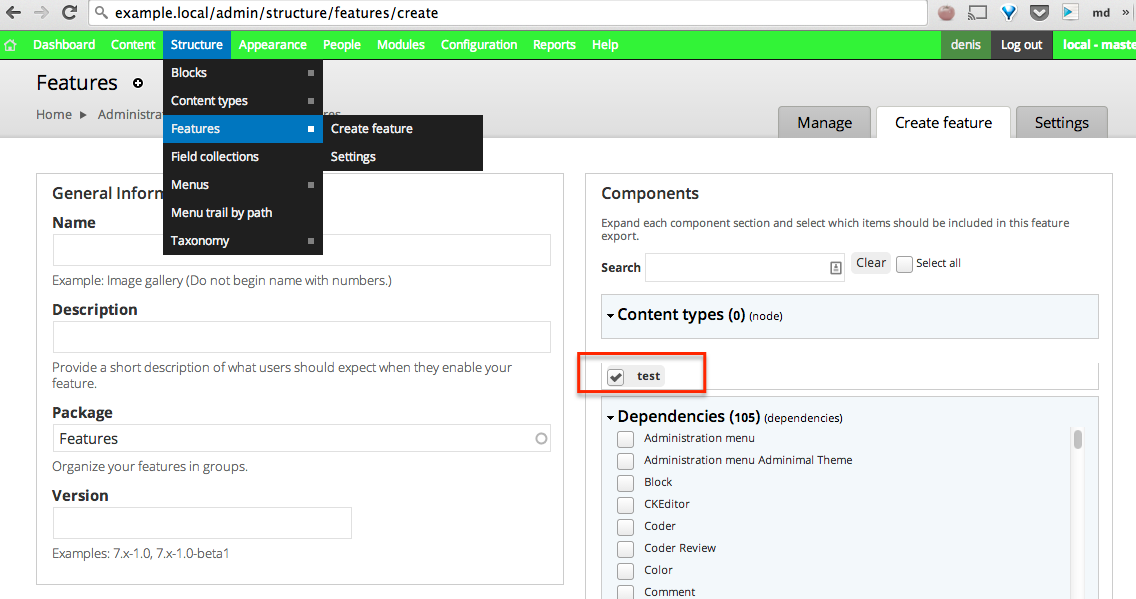 example.local/admin/structure/features/create
md »
Dashboard Content Structure Appearance People Modules Configuration Reports Help denis Log out local - maste
Features
Home Administra
Blocks
Content types
Features
Field collections
Menus
Menu trail by path
Taxonomy
Create feature
Settings
Manage Create feature Settings
General Inform
Name
Example: Image gallery (Do not begin name with numbers.)
Description
Provide a short description of what users should expect when they enable your
feature.
Package
Features
Organize your features in groups.
Version
Examples: 7.x-1.0, 7.x-1.0-beta1
Components
Expand each component section and select which items should be included in this feature
export.
Search Clear Select all
Content types (0) (node)
test
Dependencies (105) (dependencies)
Administration menu
Administration menu Adminimal Theme
Block
CKEditor
Coder
Coder Review
Color
Comment